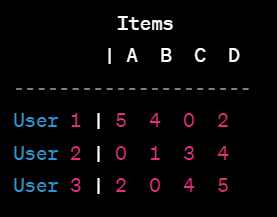 Items
| A B C D
--------------------
User 1 | 5 4 0 2
User 2 | 0 1 3 4
User 3 | 2 0 4 5